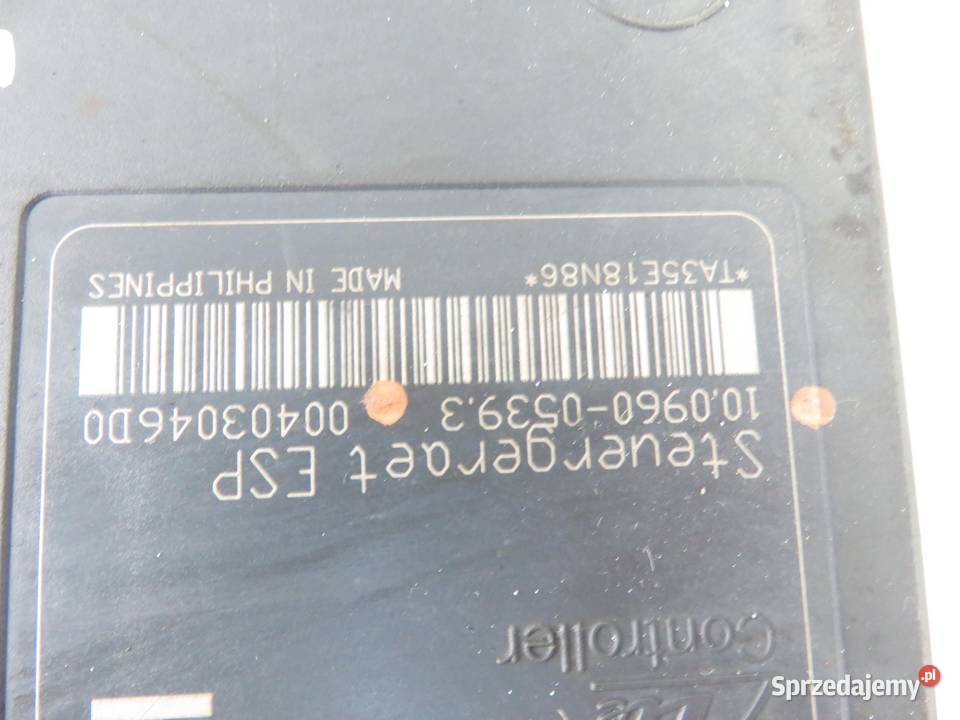 Controller
Steuergeraet ESP
10.0960-0539.3 00403046D0
*TA35E18N86* MADE IN PHILIPPINES
Sprzedajemy.pl